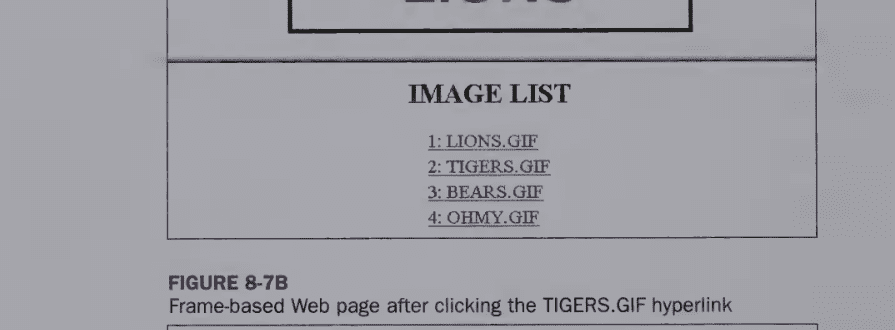 IMAGE LIST
1: LIONS.GIF
2: TIGERS.GIF
3: BEARS.GIF
4: OHMY.GIF
FIGURE 8-7B
Frame-based Web page after clicking the TIGERS.GIF hyperlink